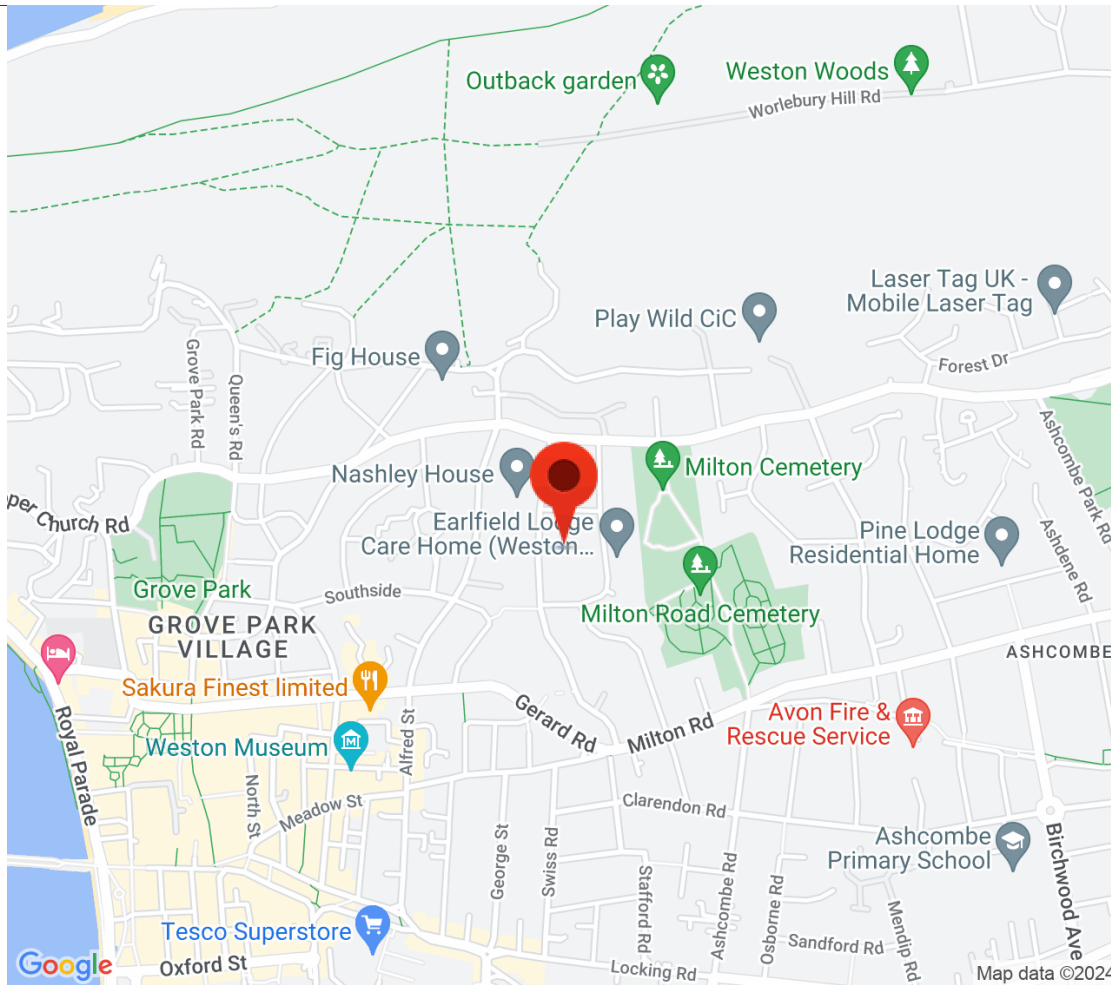 Outback garden
Weston Woods
Worlebury Hill Rd
Laser Tag UK -
Mobile Laser Tag
Play Wild CiC
Fig House
Forest Dr
Grove Park Rd
Queen's Rd
Ashcombe Park Rd
Nashley House
Milton Cemetery
per Church Rd
Earlfield Lodge
Care Home (Weston...
Pine Lodge
Residential Home
Ashdene Rd
Grove Park
Southside
Milton Road Cemetery
GROVE PARK
VILLAGE
ASHCOMBE
Sakura Finest limited
Royal Parade
Gerard Rd
Milton Rd
Avon Fire &
Rescue Service
Weston Museum
Alfred St
North St
Meadow St
Clarendon Rd
Ashcombe
Primary School
George St
Swiss Rd
Stafford Rd
Ashcombe Rd
Osborne Rd
Mendip Rd
Birchwood Ave
Tesco Superstore
Sandford Rd
Google
Oxford St
Locking Rd
Map data ©2024